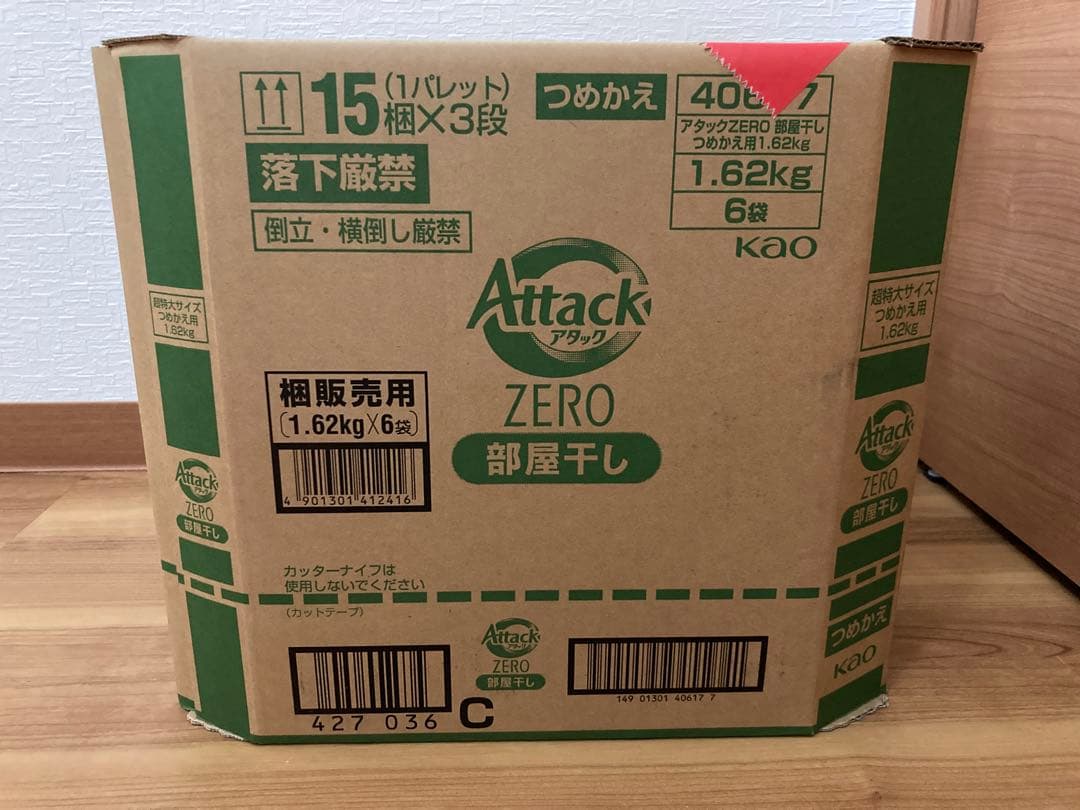 15 (1パレット)
梱×3段
つめかえ
アタックZERO 部屋干し
つめかえ用1.62kg
1.62kg
6袋
Kao
落下厳禁
倒立・横倒し厳禁
Attack
アタック
ZERO
部屋干し
梱販売用
(1.62kg×6袋)
4 901301 412416
カッターナイフは
使用しないでください
(カットテープ)
427 036 C
Attack
アタック
ZERO
部屋干し
149 01301 40617 7
超特大サイズ
つめかえ用
1.62kg
Attack
アタック
ZERO
部屋干し
超特大サイズ
つめかえ用
1.62kg
Attack
アタック
ZERO
部屋干し
つめかえ
Kao